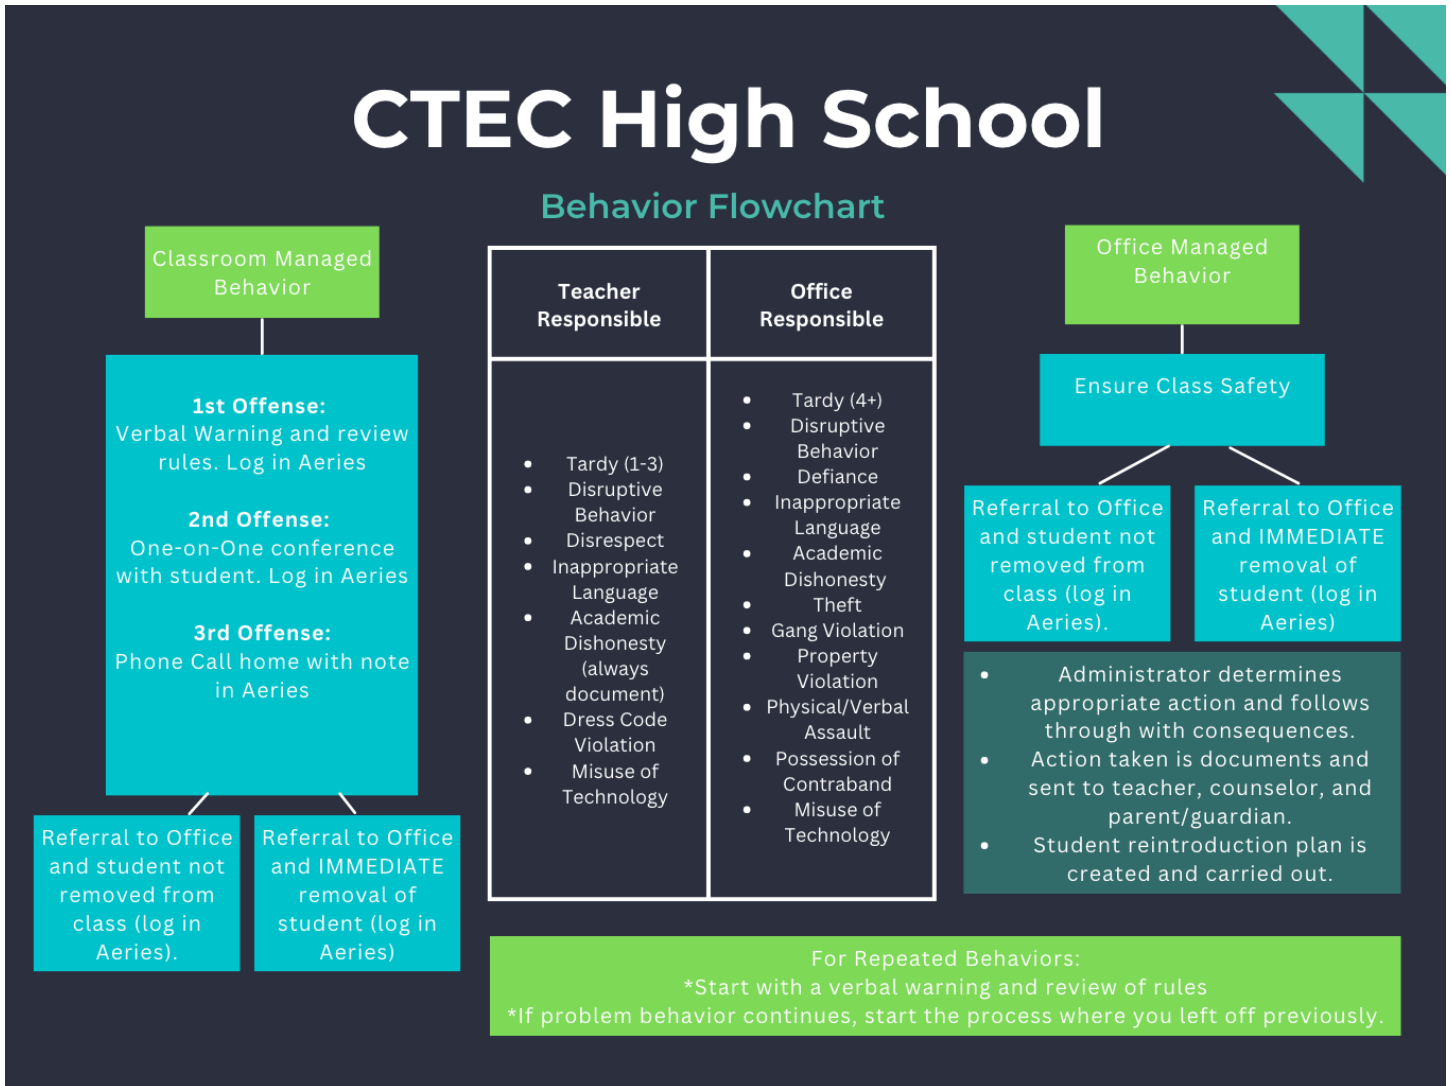 CTEC High School
Behavior Flowchart
Classroom Managed
Behavior
1st Offense:
Verbal Warning and review
rules. Log in Aeries
2nd Offense:
One-on-One conference
with student. Log in Aeries
3rd Offense:
Phone Call home with note
in Aeries
Referral to Office
and student not
removed from
class (log in
Aeries).
Referral to Office
and IMMEDIATE
removal of
student (log in
Aeries)
Teacher
Responsible
• Tardy (1-3)
• Disruptive
Behavior
• Disrespect
• Inappropriate
Language
• Academic
Dishonesty
(always
document)
• Dress Code
Violation
• Misuse of
Technology
Office
Responsible
• Tardy (4+)
• Disruptive
Behavior
• Defiance
• Inappropriate
Language
• Academic
Dishonesty
• Theft
• Gang Violation
• Property
Violation
• Physical/Verbal
Assault
• Possession of
Contraband
• Misuse of
Technology
Office Managed
Behavior
Ensure Class Safety
Referral to Office
and student not
removed from
class (log in
Aeries).
Referral to Office
and IMMEDIATE
removal of
student (log in
Aeries)
• Administrator determines
appropriate action and follows
through with consequences.
• Action taken is documents and
sent to teacher, counselor, and
parent/guardian.
• Student reintroduction plan is
created and carried out.
For Repeated Behaviors:
*Start with a verbal warning and review of rules
*If problem behavior continues, start the process where you left off previously.